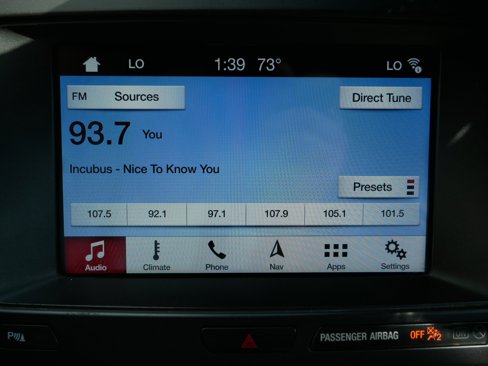 LO 1:39 73° LO
FM Sources Direct Tune
93.7 You
Incubus - Nice To Know You
Presets
107.5 92.1 97.1 107.9 105.1 101.5
Audio Climate Phone Nav Apps Settings
P PASSENGER AIRBAG OFF 2